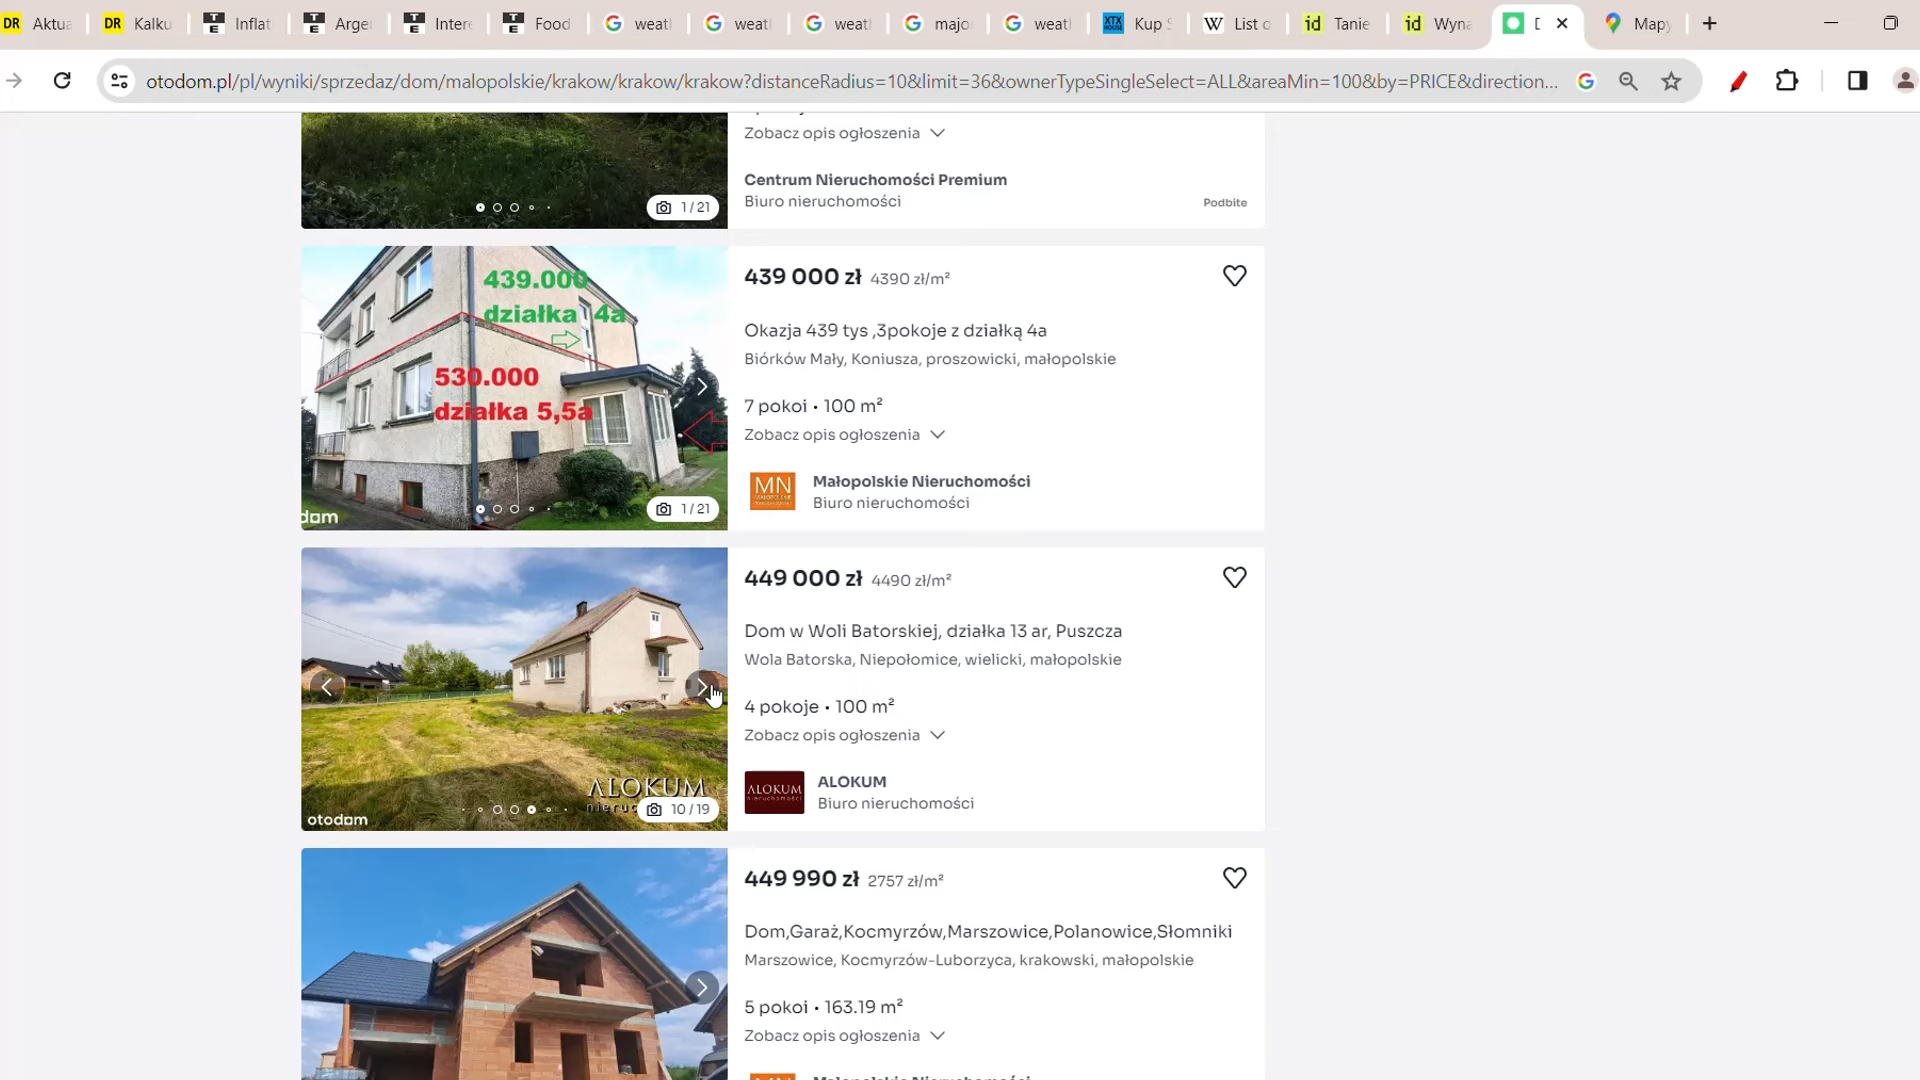 Aktua
Kalku
Inflat
Argen
Intere
Food
weat
weat
weat
major
weat
Kup S
List o
Tanie
Wyna
D
Mapy
otodom.pl/pl/wyniki/sprzedaz/dom/malopolskie/krakow/krakow/krakow?distanceRadius=10&limit=36&ownerTypeSingleSelect=ALL&areaMin=100&by=PRICE&direction...
Zobacz opis ogłoszenia
Centrum Nieruchomości Premium
Biuro nieruchomości
Podbite
1 / 21
439.000
działka 4a
530.000
działka 5,5a
1 / 21
439 000 zł 4390 zł/m²
Okazja 439 tys ,3pokoje z działką 4a
Biórków Mały, Koniusza, proszowicki, małopolskie
7 pokoi • 100 m²
Zobacz opis ogłoszenia
MN
Małopolskie Nieruchomości
Biuro nieruchomości
449 000 zł 4490 zł/m²
Dom w Woli Batorskiej, działka 13 ar, Puszcza
Wola Batorska, Niepołomice, wielicki, małopolskie
4 pokoje • 100 m²
Zobacz opis ogłoszenia
ALOKUM
10 / 19
otodom
ALOKUM
ALOKUM
Biuro nieruchomości
449 990 zł 2757 zł/m²
Dom,Garaż,Kocmyrzów,Marszowice,Polanowice,Słomniki
Marszowice, Kocmyrzów-Luborzyca, krakowski, małopolskie
5 pokoi • 163.19 m²
Zobacz opis ogłoszenia
Małopolskie Nieruchomości